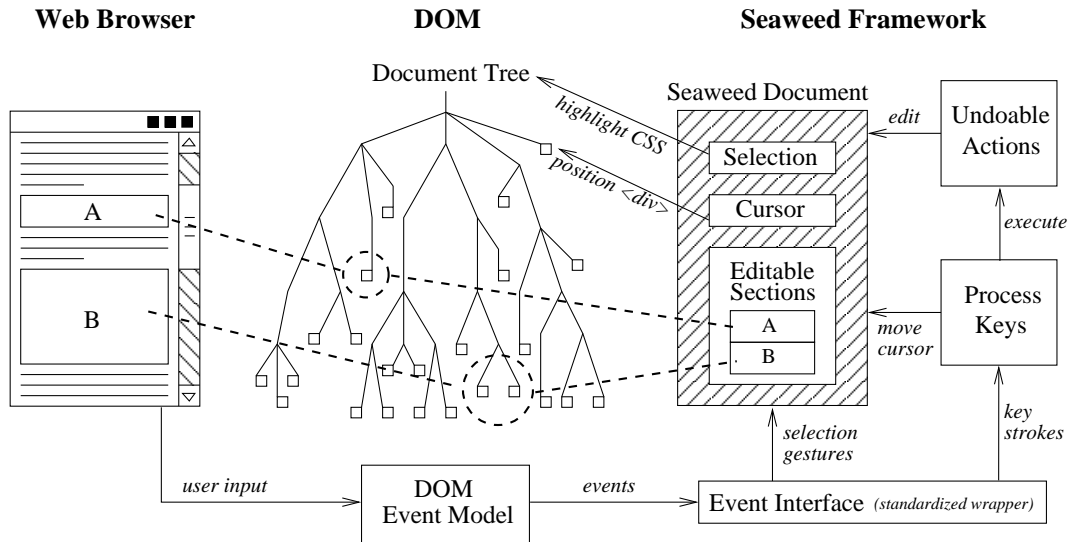 Web Browser
DOM
Seaweed Framework
Document Tree
highlight CSS
position <div>
Seaweed Document
Selection
Cursor
Editable
Sections
A
B
A
B
edit
Undoable
Actions
execute
Process
Keys
move
cursor
key
strokes
selection
gestures
user input
DOM
Event Model
events
Event Interface (standardized wrapper)